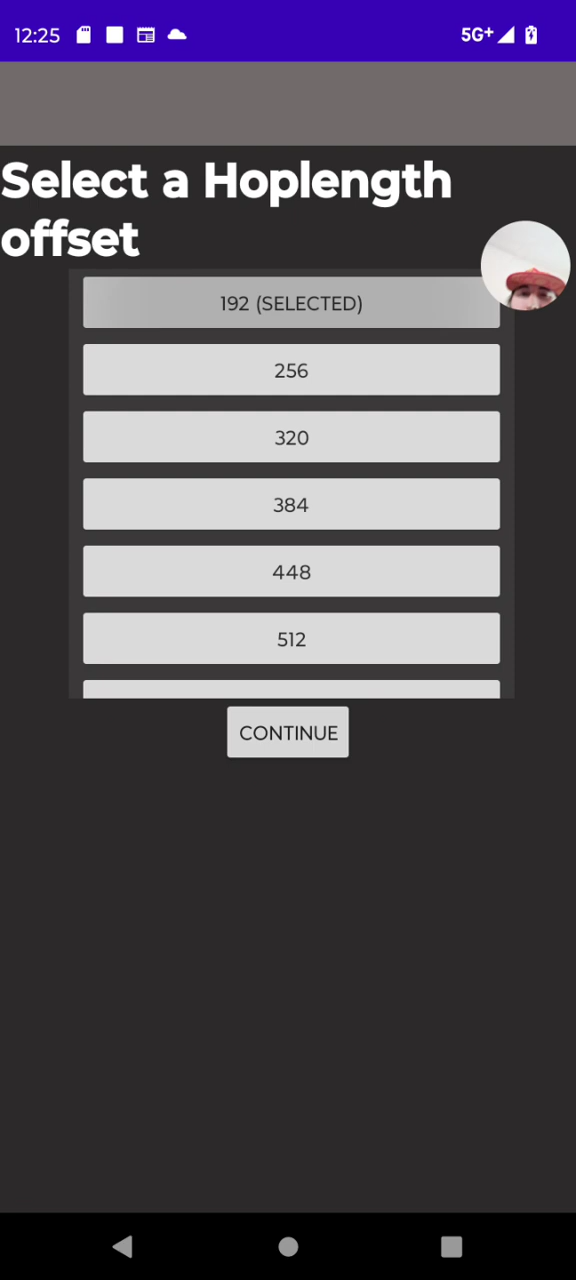 12:25
5G+
Select a Hoplength
offset
192 (SELECTED)
256
320
384
448
512
CONTINUE